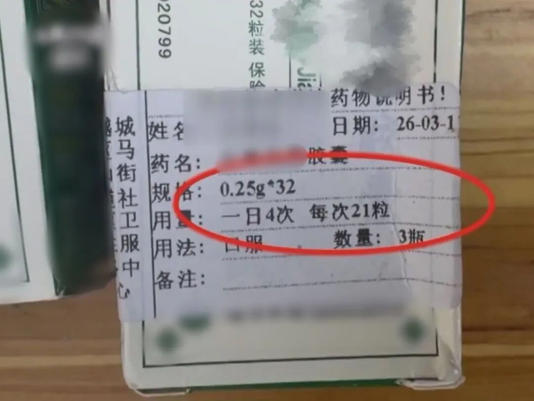 32粒装 保险
020799
药物说明书!
姓名
日期: 26-03-1
药名: 胶囊
规格: 0.25g*32
用量: 一日4次 每次21粒
用法: 口服 数量: 3瓶
备注:
城马街社卫服中心